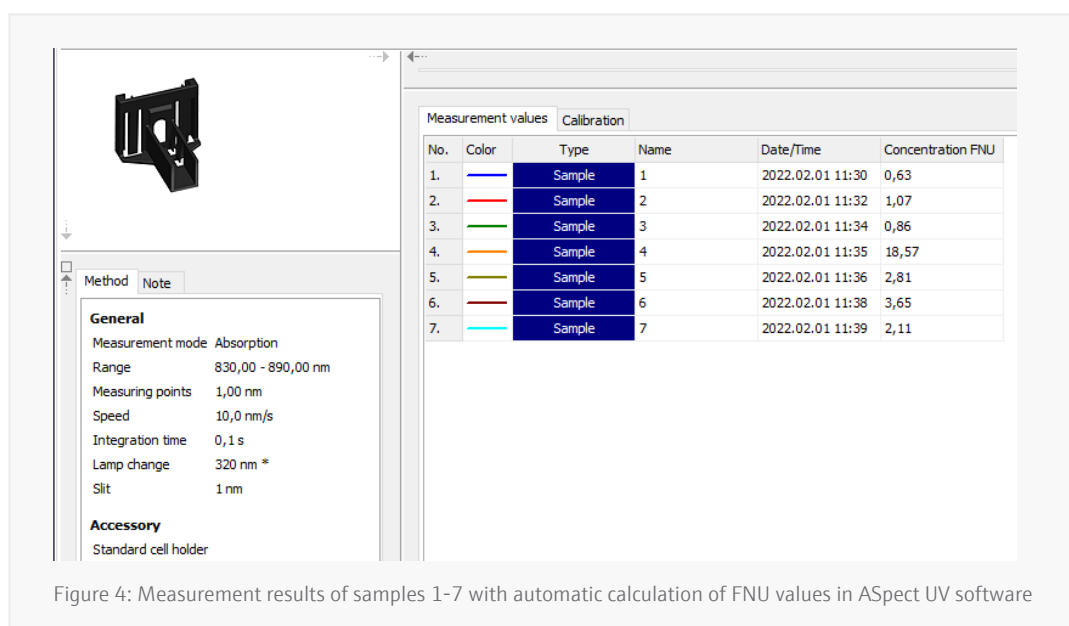 Measurement values Calibration
No. Color Type Name Date/Time Concentration FNU
1. Sample 1 2022.02.01 11:30 0,63
2. Sample 2 2022.02.01 11:32 1,07
3. Sample 3 2022.02.01 11:34 0,86
4. Sample 4 2022.02.01 11:35 18,57
5. Sample 5 2022.02.01 11:36 2,81
6. Sample 6 2022.02.01 11:38 3,65
7. Sample 7 2022.02.01 11:39 2,11
Method Note
General
Measurement mode Absorption
Range 830,00 - 890,00 nm
Measuring points 1,00 nm
Speed 10,0 nm/s
Integration time 0,1 s
Lamp change 320 nm *
Slit 1 nm
Accessory
Standard cell holder
Figure 4: Measurement results of samples 1-7 with automatic calculation of FNU values in ASpect UV software